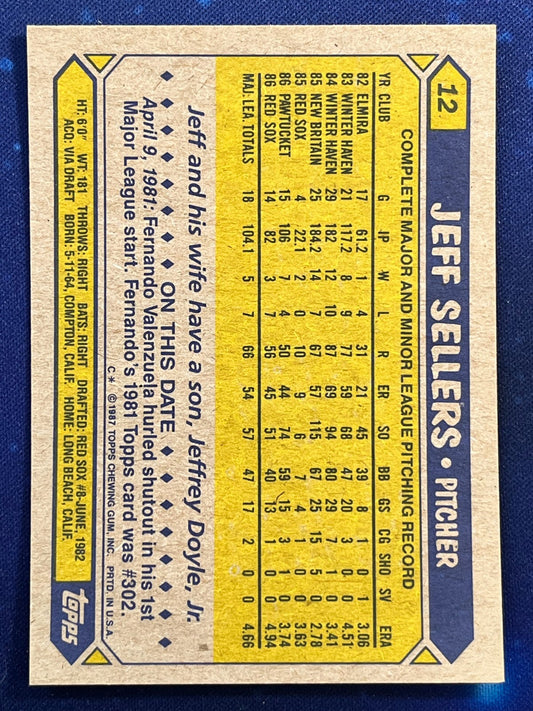 12
JEFF SELLERS • PITCHER
COMPLETE MAJOR AND MINOR LEAGUE PITCHING RECORD
YR CLUB G IP W L R ER SO BB GS CG SHO SV ERA
82 ELMIRA 17 61.2 1 4 31 21 45 39 8 1 0 1 3.06
83 WINTER HAVEN 21 117.2 8 9 77 59 68 47 20 3 1 0 4.51
84 WINTER HAVEN 29 182 12 10 87 69 94 80 29 7 1 0 3.41
85 NEW BRITAIN 25 184.2 14 7 67 57 115 67 25 15 5 0 2.78
85 RED SOX 4 22.1 2 0 10 9 6 7 4 1 0 0 3.63
86 PAWTUCKET 15 106 7 4 50 44 74 59 15 4 1 0 3.74
86 RED SOX 14 82 3 7 56 45 51 40 13 1 0 0 4.94
MAJ. LEA. TOTALS 18 104.1 5 7 66 54 57 47 17 2 0 0 4.66
Jeff and his wife have a son, Jeffrey Doyle, Jr.
♦ ♦ ♦ ♦ ♦ ON THIS DATE ♦ ♦ ♦ ♦ ♦
April 9, 1981: Fernando Valenzuela hurled shutout in his 1st
Major League start. Fernando's 1981 Topps card was #302.
C* ©1987 TOPPS CHEWING GUM, INC. PRTD. IN U.S.A.
HT: 6'0" WT: 181 THROWS: RIGHT BATS: RIGHT DRAFTED: RED SOX #8-JUNE, 1982
ACQ: VIA DRAFT BORN: 5-11-64, COMPTON, CALIF. HOME: LONG BEACH, CALIF.
topps